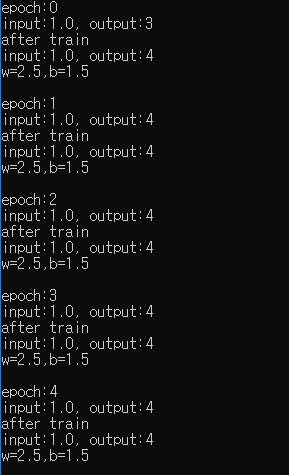 epoch:0
input:1.0, output:3
after train
input:1.0, output:4
w=2.5,b=1.5
epoch:1
input:1.0, output:4
after train
input:1.0, output:4
w=2.5,b=1.5
epoch:2
input:1.0, output:4
after train
input:1.0, output:4
w=2.5,b=1.5
epoch:3
input:1.0, output:4
after train
input:1.0, output:4
w=2.5,b=1.5
epoch:4
input:1.0, output:4
after train
input:1.0, output:4
w=2.5,b=1.5